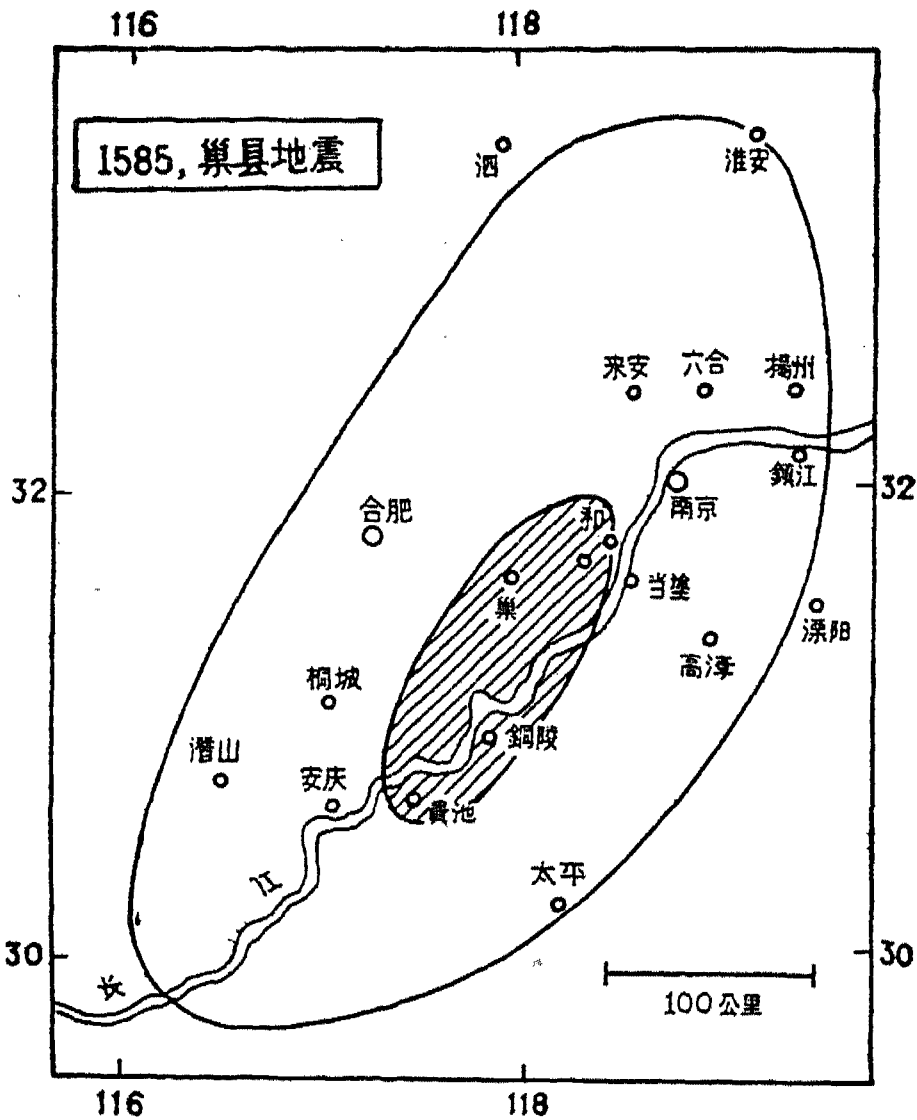 116 118
1585, 巢县地震
泗 淮安
来安 六合 揚州
32 鎮江 32
合肥 和 南京
巢 当塗
溧阳
高淳
桐城
銅陵
潛山
安庆 貴池
太平
江
30 30
长
100公里
116 118